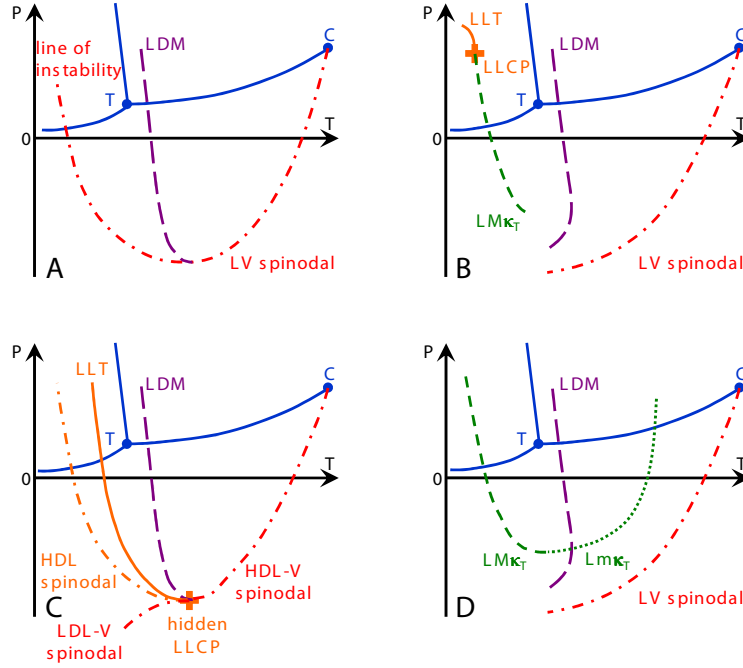 P
line of
instability
LDM
C
T
T
0
LV spinodal
A
P
LLT
LLCP
LDM
C
T
T
0
LMκT
LV spinodal
B
P
LLT
LDM
C
T
T
0
HDL
spinodal
HDL-V
spinodal
LDL-V
spinodal
hidden
LLCP
C
P
LDM
C
T
T
0
LMκT
LmκT
LV spinodal
D